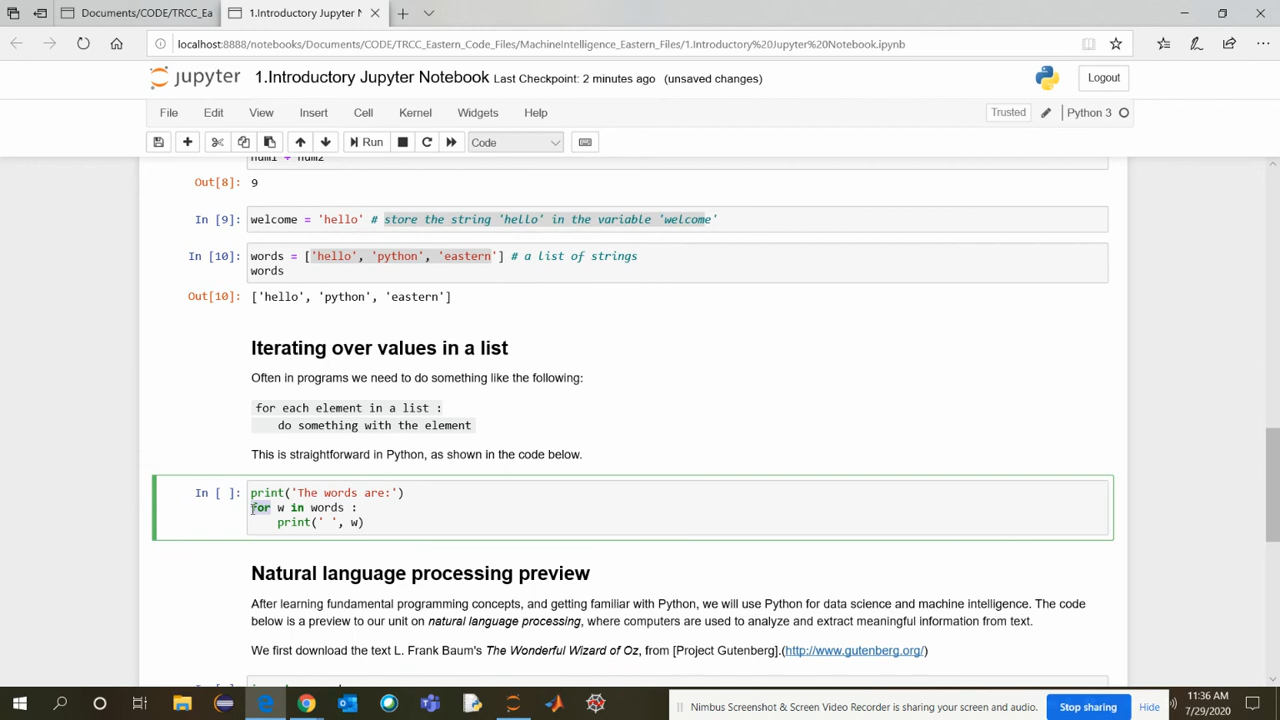 Documents/CODE/TRCC_Ea
1.Introductory Jupyter N
localhost:8888/notebooks/Documents/CODE/TRCC_Eastern_Code_Files/MachineIntelligence_Eastern_Files/1.Introductory%20Jupyter%20Notebook.ipynb
jupyter 1.Introductory Jupyter Notebook Last Checkpoint: 2 minutes ago (unsaved changes) Logout
File Edit View Insert Cell Kernel Widgets Help Trusted Python 3
Run Code
num1 + num2
Out[8]: 9
In [9]: welcome = 'hello' # store the string 'hello' in the variable 'welcome'
In [10]: words = ['hello', 'python', 'eastern'] # a list of strings
words
Out[10]: ['hello', 'python', 'eastern']
Iterating over values in a list
Often in programs we need to do something like the following:
for each element in a list :
do something with the element
This is straightforward in Python, as shown in the code below.
In [ ]: print('The words are:')
for w in words :
print(' ', w)
Natural language processing preview
After learning fundamental programming concepts, and getting familiar with Python, we will use Python for data science and machine intelligence. The code
below is a preview to our unit on natural language processing, where computers are used to analyze and extract meaningful information from text.
We first download the text L. Frank Baum's The Wonderful Wizard of Oz, from [Project Gutenberg].(http://www.gutenberg.org/)
Nimbus Screenshot & Screen Video Recorder is sharing your screen and audio. Stop sharing Hide
11:36 AM
7/29/2020